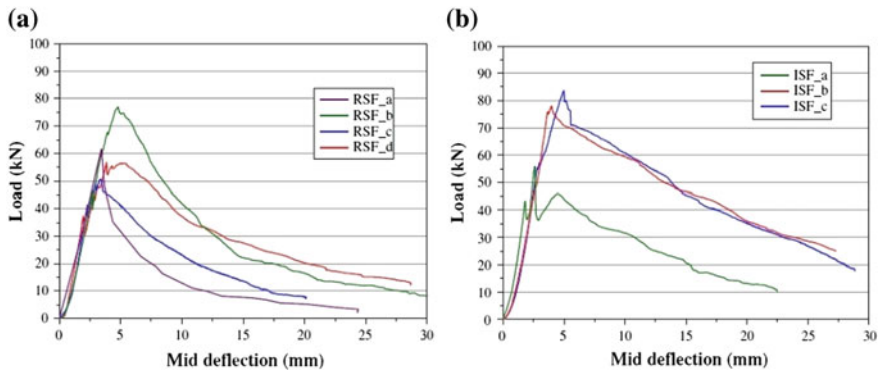 (a)
100
90
80
70
60
50
40
30
20
10
0
Load (kN)
RSF_a
RSF_b
RSF_c
RSF_d
0 5 10 15 20 25 30
Mid deflection (mm)
(b)
100
90
80
70
60
50
40
30
20
10
0
Load (kN)
ISF_a
ISF_b
ISF_c
0 5 10 15 20 25 30
Mid deflection (mm)